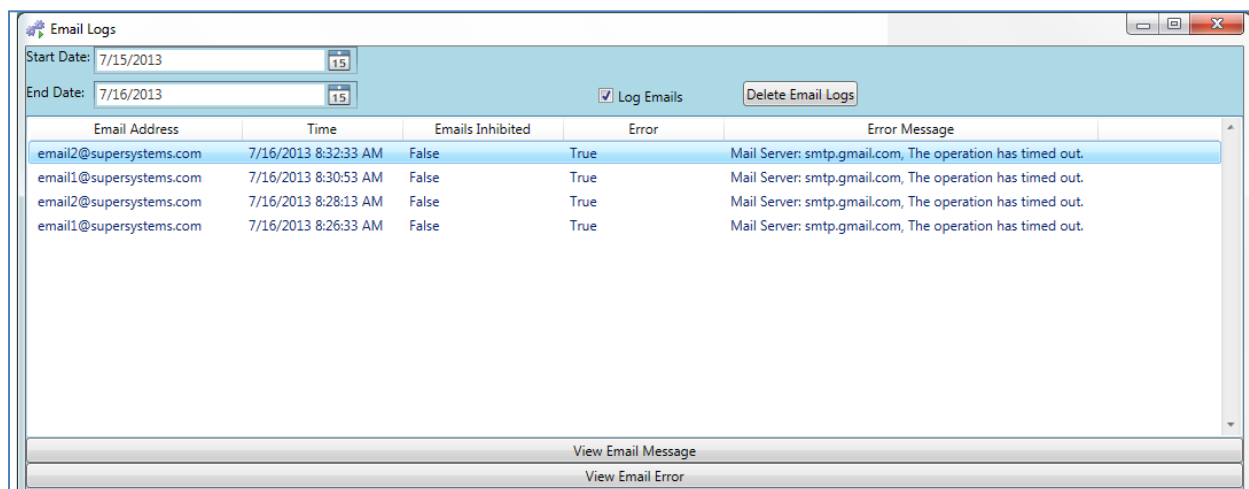 Email Logs
Start Date: 7/15/2013 15
End Date: 7/16/2013 15 Log Emails Delete Email Logs
Email Address Time Emails Inhibited Error Error Message
email2@supersystems.com 7/16/2013 8:32:33 AM False True Mail Server: smtp.gmail.com, The operation has timed out.
email1@supersystems.com 7/16/2013 8:30:53 AM False True Mail Server: smtp.gmail.com, The operation has timed out.
email2@supersystems.com 7/16/2013 8:28:13 AM False True Mail Server: smtp.gmail.com, The operation has timed out.
email1@supersystems.com 7/16/2013 8:26:33 AM False True Mail Server: smtp.gmail.com, The operation has timed out.
View Email Message
View Email Error